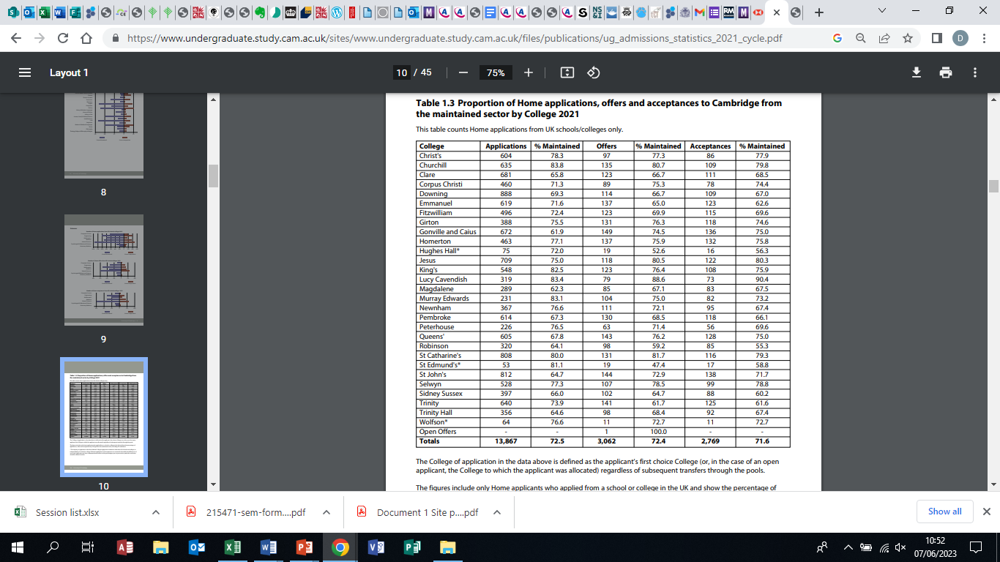 https://www.undergraduate.study.cam.ac.uk/sites/www.undergraduate.study.cam.ac.uk/files/publications/ug_admissions_statistics_2021_cycle.pdf
D
Layout 1
10 / 45
75%
8
9
10
Table 1.3 Proportion of Home applications, offers and acceptances to Cambridge from
the maintained sector by College 2021
This table counts Home applications from UK schools/colleges only.
College Applications % Maintained Offers % Maintained Acceptances % Maintained
Christ's 604 78.3 97 77.3 86 77.9
Churchill 635 83.8 135 80.7 109 79.8
Clare 681 65.8 123 66.7 111 68.5
Corpus Christi 460 71.3 89 75.3 78 74.4
Downing 888 69.3 114 66.7 109 67.0
Emmanuel 619 71.6 137 65.0 123 62.6
Fitzwilliam 496 72.4 123 69.9 115 69.6
Girton 388 75.5 131 76.3 118 74.6
Gonville and Caius 672 61.9 149 74.5 136 75.0
Homerton 463 77.1 137 75.9 132 75.8
Hughes Hall* 75 72.0 19 52.6 16 56.3
Jesus 709 75.0 118 80.5 122 80.3
King's 548 82.5 123 76.4 108 75.9
Lucy Cavendish 319 83.4 79 88.6 73 90.4
Magdalene 289 62.3 85 67.1 83 67.5
Murray Edwards 231 83.1 104 75.0 82 73.2
Newnham 367 76.6 111 72.1 95 67.4
Pembroke 614 67.3 130 68.5 118 66.1
Peterhouse 226 76.5 63 71.4 56 69.6
Queens' 605 67.8 143 76.2 128 75.0
Robinson 320 64.1 98 59.2 85 55.3
St Catharine's 808 80.0 131 81.7 116 79.3
St Edmund's* 53 81.1 19 47.4 17 58.8
St John's 812 64.7 144 72.9 138 71.7
Selwyn 528 77.3 107 78.5 99 78.8
Sidney Sussex 397 66.0 102 64.7 88 60.2
Trinity 640 73.9 141 61.7 125 61.6
Trinity Hall 356 64.6 98 68.4 92 67.4
Wolfson* 64 76.6 11 72.7 11 72.7
Open Offers - - 1 100.0 - -
Totals 13,867 72.5 3,062 72.4 2,769 71.6
The College of application in the data above is defined as the applicant's first choice College (or, in the case of an open
applicant, the College to which the applicant was allocated) regardless of subsequent transfers through the pools.
The figures include only Home applicants who applied from a school or college in the UK and show the percentage of
Session list.xlsx
215471-sem-form....pdf
Document 1 Site p....pdf
Show all
10:52
07/06/2023